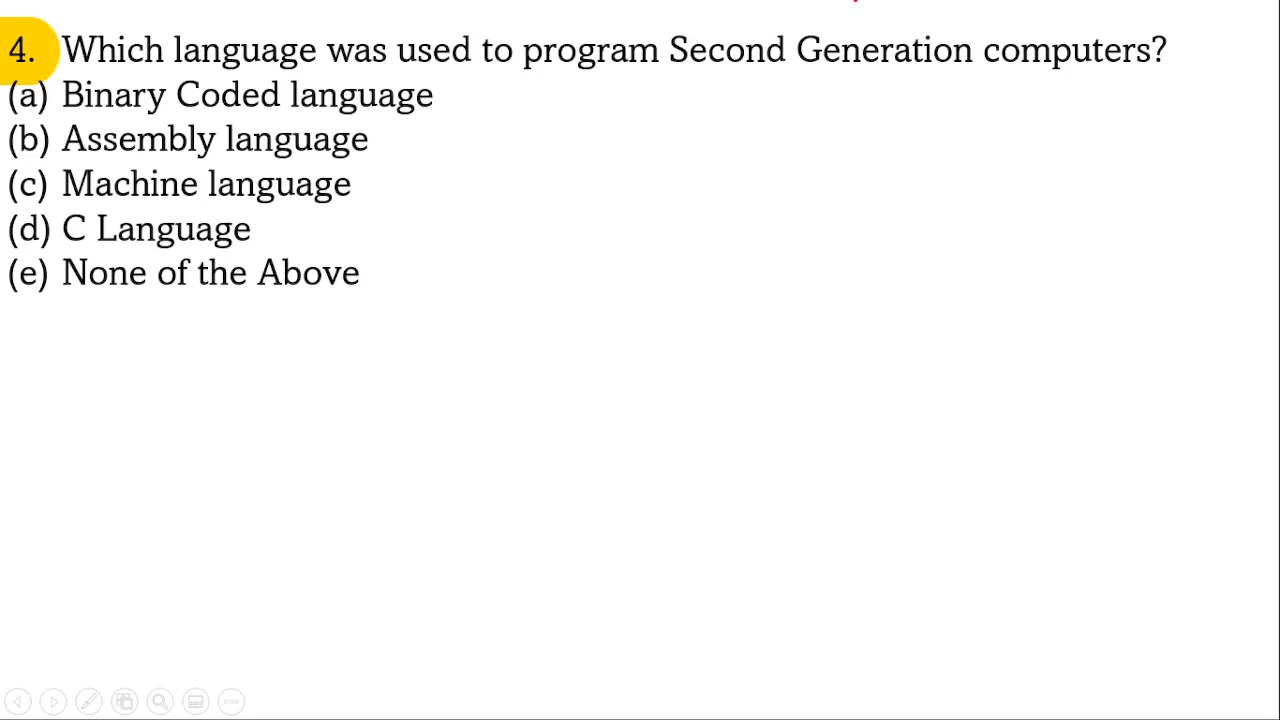 4. Which language was used to program Second Generation computers?
(a) Binary Coded language
(b) Assembly language
(c) Machine language
(d) C Language
(e) None of the Above